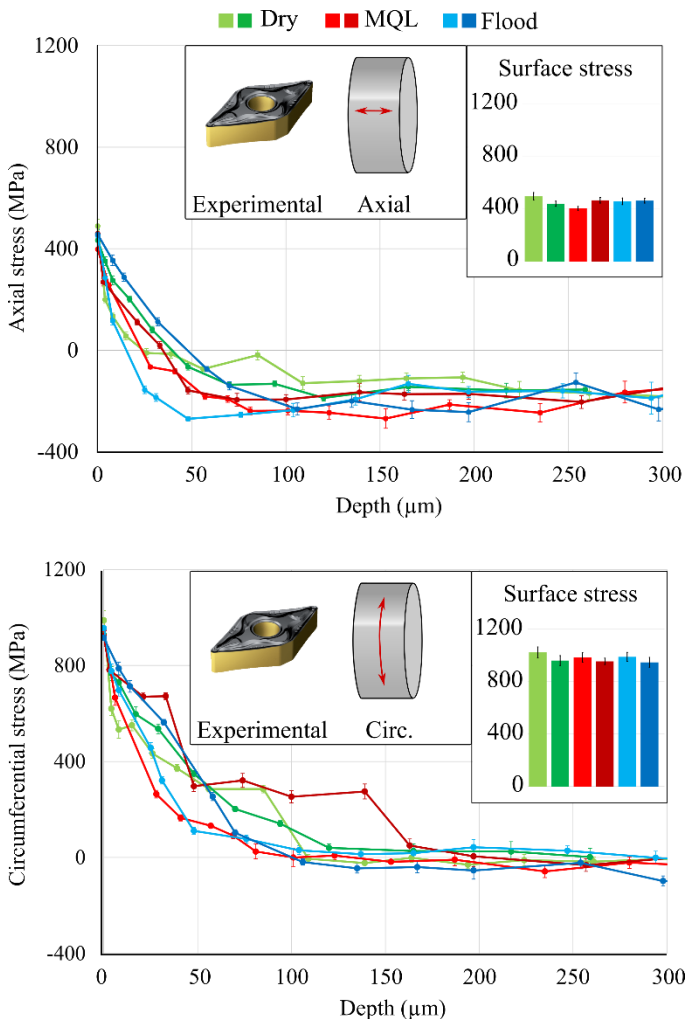 Dry MQL Flood
1200
800
400
0
-400
Axial stress (MPa)
Experimental Axial
Surface stress
1200
800
400
0
0 50 100 150 200 250 300
Depth (µm)
1200
800
400
0
-400
Circumferential stress (MPa)
Experimental Circ.
Surface stress
1200
800
400
0
0 50 100 150 200 250 300
Depth (µm)